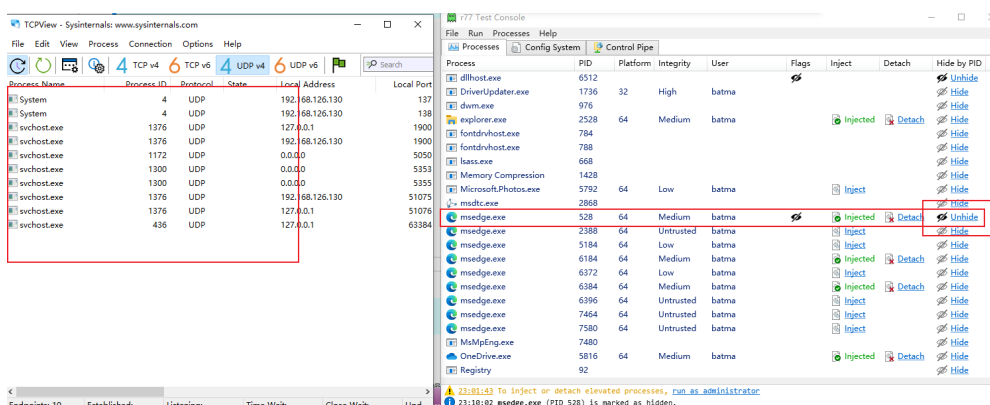 TCPView - Sysinternals: www.sysinternals.com
File Edit View Process Connection Options Help
4 TCP v4 6 TCP v6 4 UDP v4 6 UDP v6 Search
Process Name Process ID Protocol State Local Address Local Port
System 4 UDP 192.168.126.130 137
System 4 UDP 192.168.126.130 138
svchost.exe 1376 UDP 127.0.0.1 1900
svchost.exe 1376 UDP 192.168.126.130 1900
svchost.exe 1172 UDP 0.0.0.0 5050
svchost.exe 1300 UDP 0.0.0.0 5353
svchost.exe 1300 UDP 0.0.0.0 5355
svchost.exe 1376 UDP 192.168.126.130 51075
svchost.exe 1376 UDP 127.0.0.1 51076
svchost.exe 436 UDP 127.0.0.1 63384
Endpoints: 10 Established: Listening: Time Wait: Close Wait:
r77 Test Console
File Run Processes Help
Processes Config System Control Pipe
Process PID Platform Integrity User Flags Inject Detach Hide by PID
dllhost.exe 6512 Unhide
DriverUpdater.exe 1736 32 High batma Hide
dwm.exe 976 Hide
explorer.exe 2528 64 Medium batma Injected Detach Hide
fontdrvhost.exe 784 Hide
fontdrvhost.exe 788 Hide
lsass.exe 668 Hide
Memory Compression 1428 Hide
Microsoft.Photos.exe 5792 64 Low batma Inject Hide
msdtc.exe 2868 Hide
msedge.exe 528 64 Medium batma Injected Detach Unhide
msedge.exe 2388 64 Untrusted batma Inject Hide
msedge.exe 5184 64 Low batma Inject Hide
msedge.exe 6184 64 Medium batma Injected Detach Hide
msedge.exe 6372 64 Low batma Inject Hide
msedge.exe 6384 64 Medium batma Injected Detach Hide
msedge.exe 6396 64 Untrusted batma Inject Hide
msedge.exe 7464 64 Untrusted batma Inject Hide
msedge.exe 7580 64 Untrusted batma Inject Hide
MsMpEng.exe 7480 Hide
OneDrive.exe 5816 64 Medium batma Injected Detach Hide
Registry 92 Hide
23:01:43 To inject or detach elevated processes, run as administrator
23:10:02 msedge.exe (PID 528) is marked as hidden.